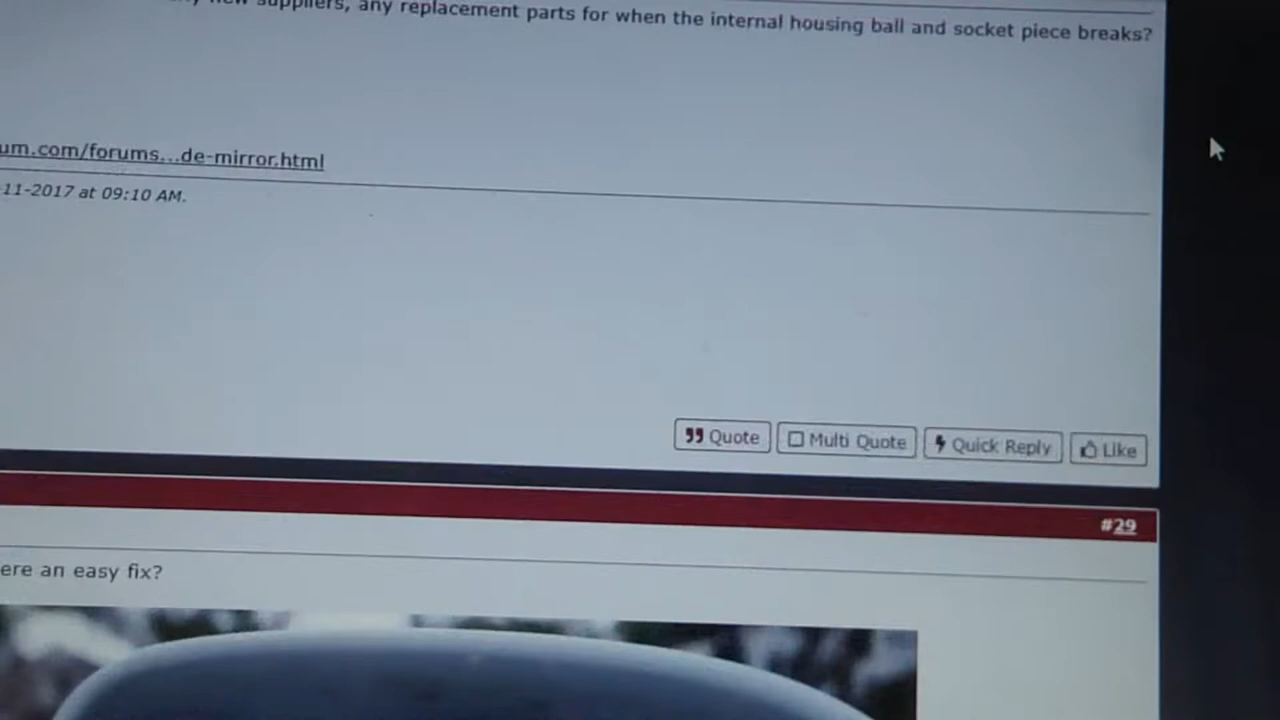 suppliers, any replacement parts for when the internal housing ball and socket piece breaks?
um.com/forums...de-mirror.html
-11-2017 at 09:10 AM.
Quote Multi Quote Quick Reply Like
#29
ere an easy fix?